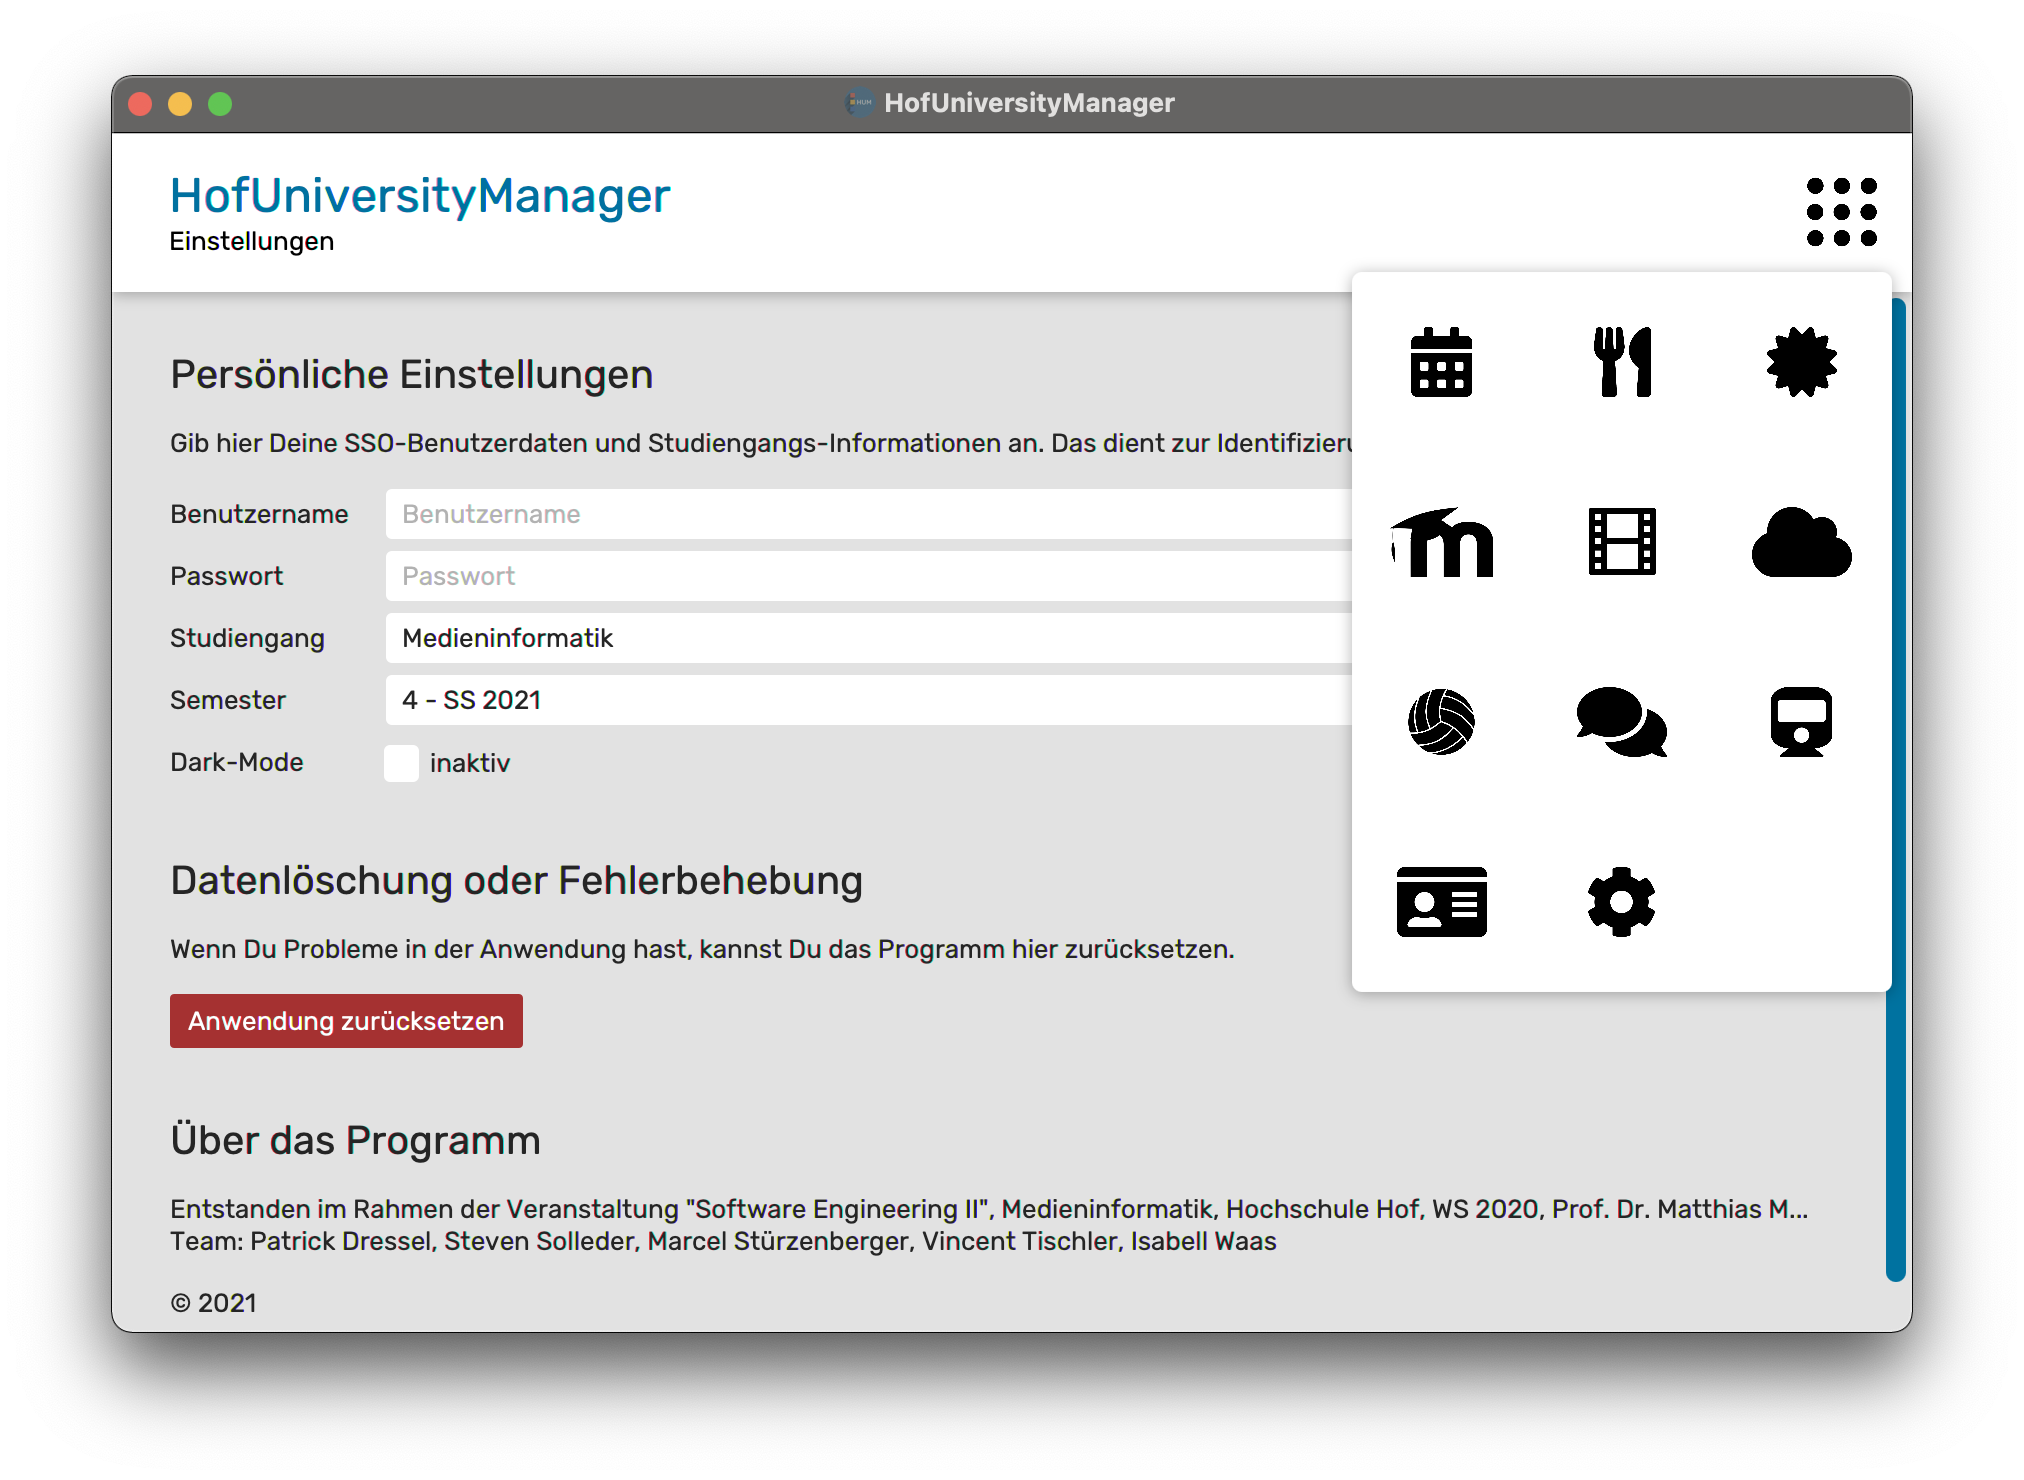 HofUniversityManager
HofUniversityManager
Einstellungen
Persönliche Einstellungen
Gib hier Deine SSO-Benutzerdaten und Studiengangs-Informationen an. Das dient zur
Benutzername Benutzername
Passwort Passwort
Studiengang Medieninformatik
Semester 4 - SS 2021
Dark-Mode inaktiv
Datenlöschung oder Fehlerbehebung
Wenn Du Probleme in der Anwendung hast, kannst Du das Programm hier zurücksetzen.
Anwendung zurücksetzen
Über das Programm
Entstanden im Rahmen der Veranstaltung "Software Engineering II", Medieninformatik, Hochschule Hof, WS 2020, Prof. Dr. Matthias M...
Team: Patrick Dressel, Steven Solleder, Marcel Stürzenberger, Vincent Tischler, Isabell Waas
© 2021